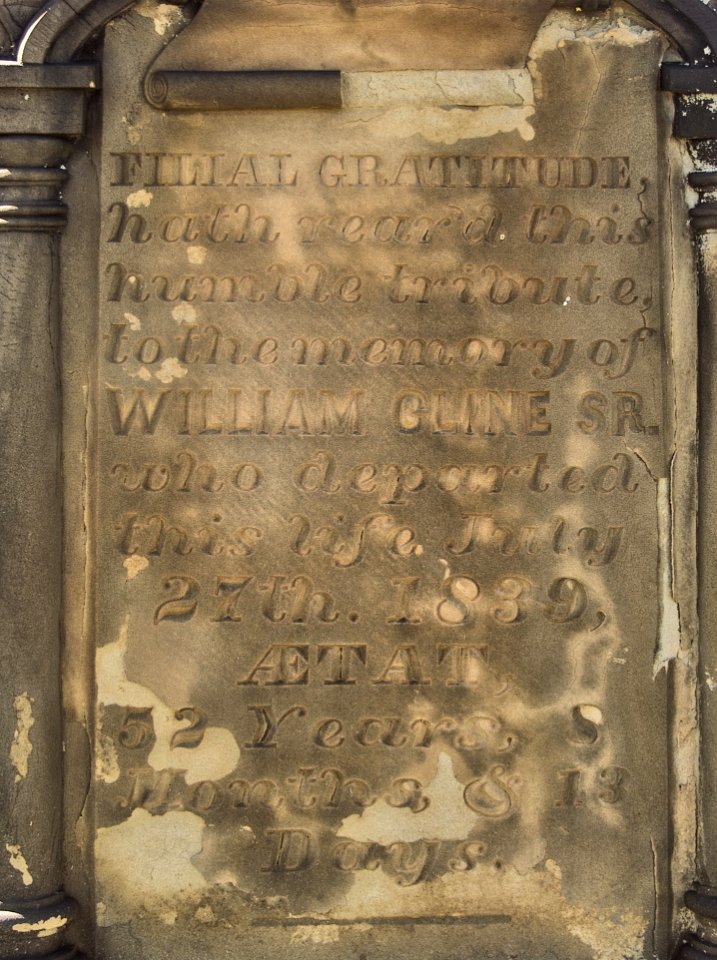 FILIAL GRATITUDE,
hath rear'd this
humble tribute,
to the memory of
WILLIAM CLINE SR.
who departed
this life July
27th. 1839,
ÆTAT,
52 Years, 8
Months, & 13
Days.